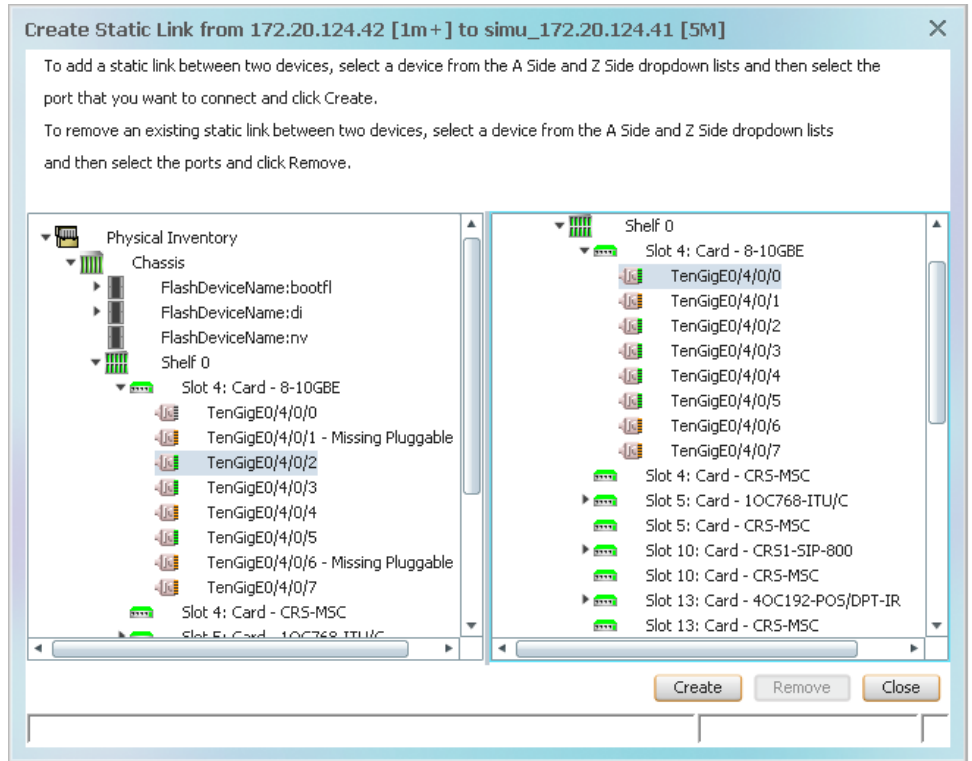 Create Static Link from 172.20.124.42 [1m+] to simu_172.20.124.41 [5M]
To add a static link between two devices, select a device from the A Side and Z Side dropdown lists and then select the
port that you want to connect and click Create.
To remove an existing static link between two devices, select a device from the A Side and Z Side dropdown lists
and then select the ports and click Remove.
Physical Inventory
Chassis
FlashDeviceName:bootfl
FlashDeviceName:di
FlashDeviceName:nv
Shelf 0
Slot 4: Card - 8-10GBE
TenGigE0/4/0/0
TenGigE0/4/0/1 - Missing Pluggable
TenGigE0/4/0/2
TenGigE0/4/0/3
TenGigE0/4/0/4
TenGigE0/4/0/5
TenGigE0/4/0/6 - Missing Pluggable
TenGigE0/4/0/7
Slot 4: Card - CRS-MSC
Slot 5: Card - 1OC768-ITU/C
Shelf 0
Slot 4: Card - 8-10GBE
TenGigE0/4/0/0
TenGigE0/4/0/1
TenGigE0/4/0/2
TenGigE0/4/0/3
TenGigE0/4/0/4
TenGigE0/4/0/5
TenGigE0/4/0/6
TenGigE0/4/0/7
Slot 4: Card - CRS-MSC
Slot 5: Card - 1OC768-ITU/C
Slot 5: Card - CRS-MSC
Slot 10: Card - CRS1-SIP-800
Slot 10: Card - CRS-MSC
Slot 13: Card - 4OC192-POS/DPT-IR
Slot 13: Card - CRS-MSC
Create Remove Close